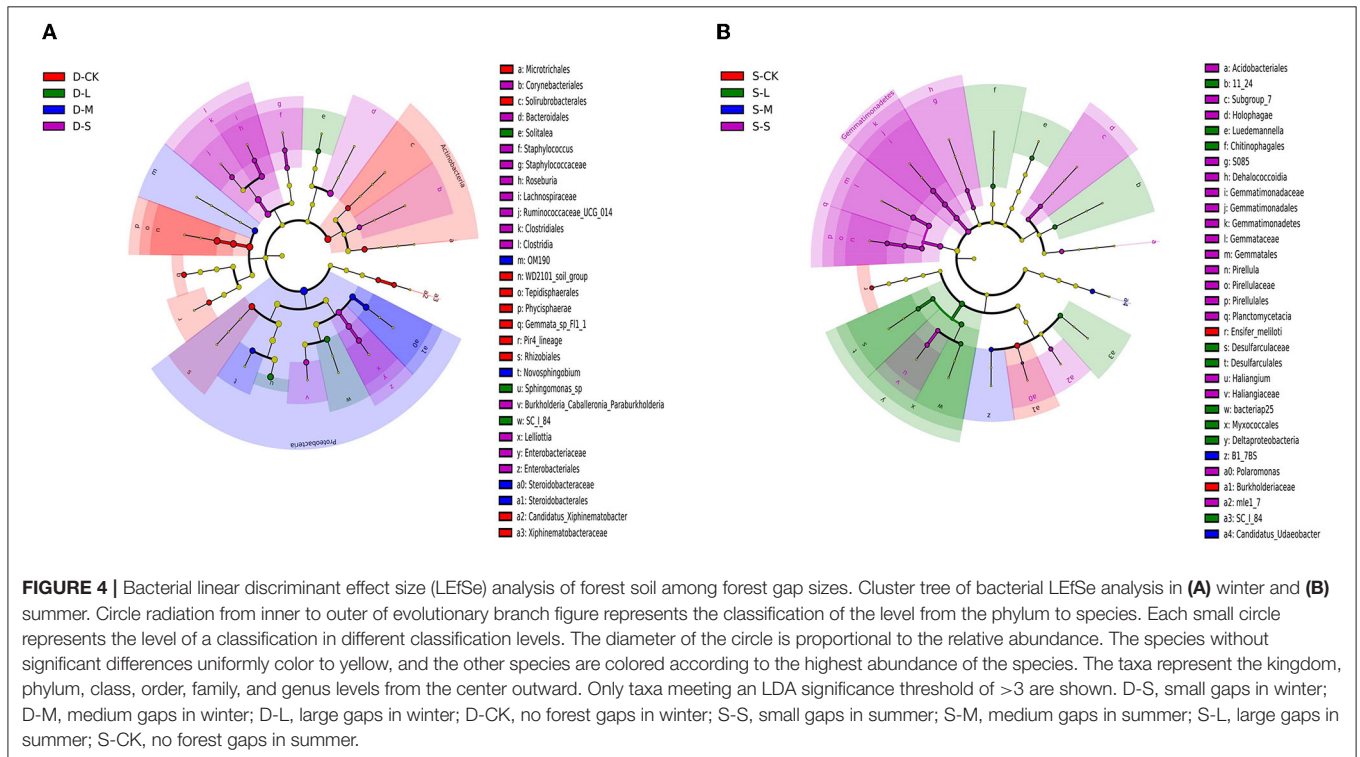 A
D-CK
D-L
D-M
D-S
a: Microtrichales
b: Corynebacteriales
c: Solirubrobacterales
d: Bacteroidales
e: Solitalea
f: Staphylococcus
g: Staphylococcaceae
h: Roseburia
i: Lachnospiraceae
j: Ruminococcaceae_UCG_014
k: Clostridiales
l: Clostridia
m: OM190
n: WD2101_soil_group
o: Tepidisphaerales
p: Phycisphaerae
q: Gemmata_sp_Fl1_1
r: Pir4_lineage
s: Rhizobiales
t: Novosphingobium
u: Sphingomonas_sp
v: Burkholderia_Caballeronia_Paraburkholderia
w: SC_I_84
x: Lelliottia
y: Enterobacteriaceae
z: Enterobacteriales
a0: Steroidobacteraceae
a1: Steroidobacterales
a2: Candidatus_Xiphinematobacter
a3: Xiphinematobacteraceae
Actinobacteria
Proteobacteria
B
S-CK
S-L
S-M
S-S
a: Acidobacteriales
b: 11_24
c: Subgroup_7
d: Holophagae
e: Luedemannella
f: Chitinophagales
g: S085
h: Dehalococcoidia
i: Gemmatimonadaceae
j: Gemmatimonadales
k: Gemmatimonadetes
l: Gemmataceae
m: Gemmatales
n: Pirellula
o: Pirellulaceae
p: Pirellulales
q: Planctomycetacia
r: Ensifer_meliloti
s: Desulfarculaceae
t: Desulfarculales
u: Haliangium
v: Haliangiaceae
w: bacteriap25
x: Myxococcales
y: Deltaproteobacteria
z: B1_7BS
a0: Polaromonas
a1: Burkholderiaceae
a2: mle1_7
a3: SC_I_84
a4: Candidatus_Udaeobacter
Gemmatimonadetes
FIGURE 4 | Bacterial linear discriminant effect size (LEfSe) analysis of forest soil among forest gap sizes. Cluster tree of bacterial LEfSe analysis in (A) winter and (B)
summer. Circle radiation from inner to outer of evolutionary branch figure represents the classification of the level from the phylum to species. Each small circle
represents the level of a classification in different classification levels. The diameter of the circle is proportional to the relative abundance. The species without
significant differences uniformly color to yellow, and the other species are colored according to the highest abundance of the species. The taxa represent the kingdom,
phylum, class, order, family, and genus levels from the center outward. Only taxa meeting an LDA significance threshold of >3 are shown. D-S, small gaps in winter;
D-M, medium gaps in winter; D-L, large gaps in winter; D-CK, no forest gaps in winter; S-S, small gaps in summer; S-M, medium gaps in summer; S-L, large gaps in
summer; S-CK, no forest gaps in summer.